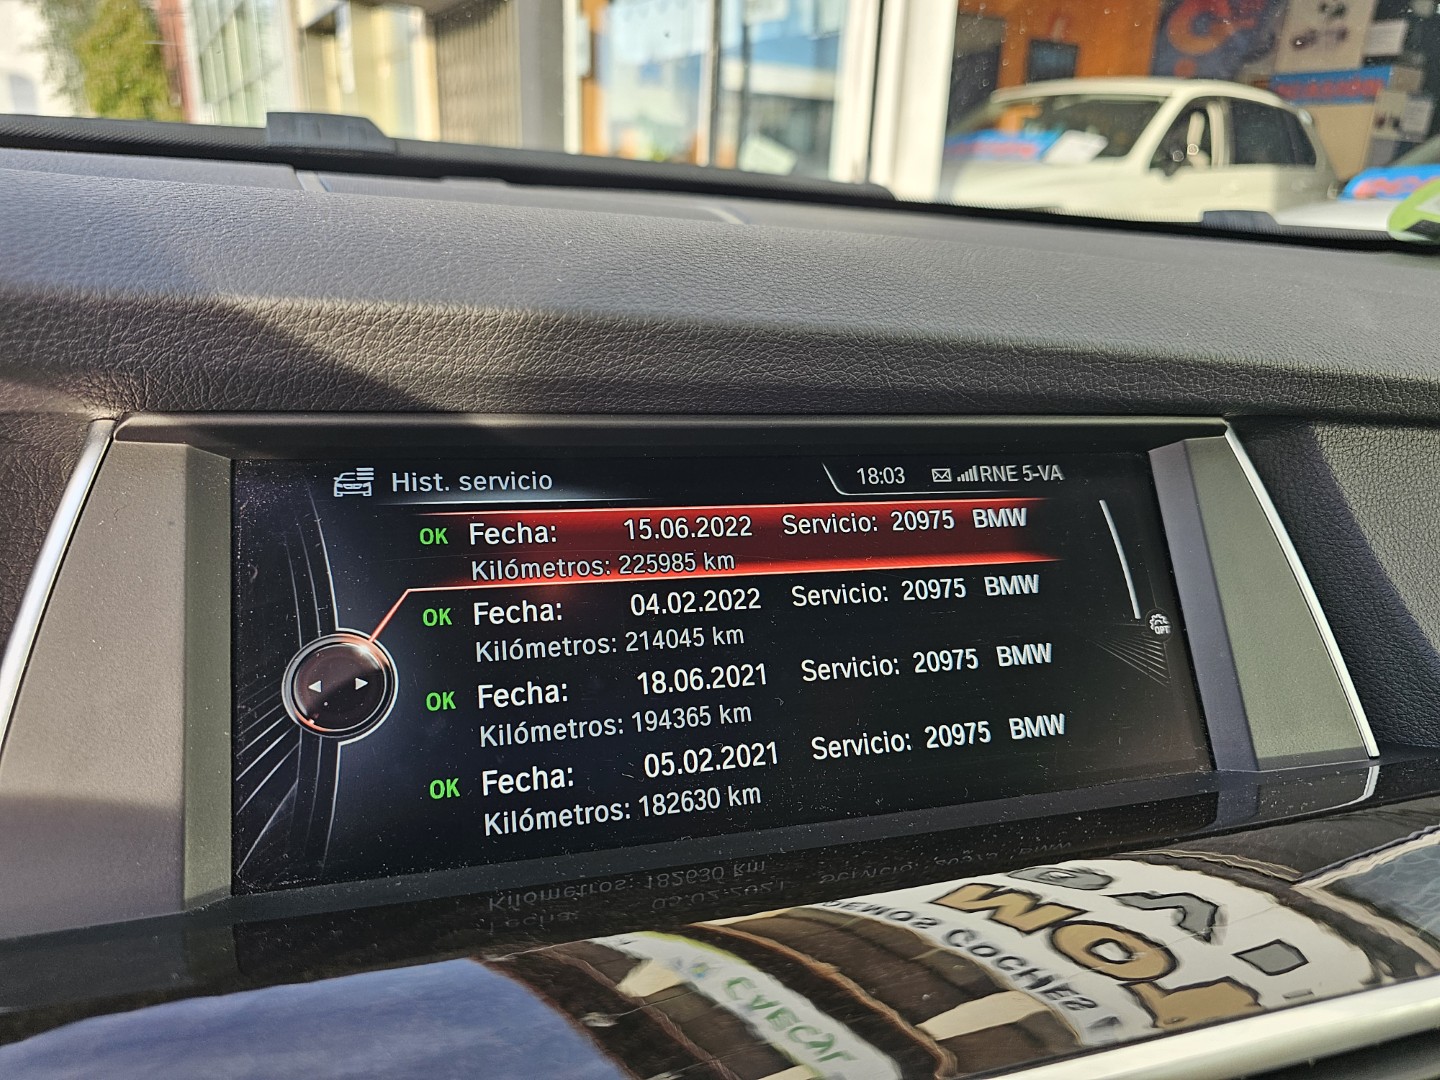 Hist. servicio
18:03 RNE 5-VA
OK Fecha: 15.06.2022 Servicio: 20975 BMW
Kilómetros: 225985 km
OK Fecha: 04.02.2022 Servicio: 20975 BMW
Kilómetros: 214045 km
OK Fecha: 18.06.2021 Servicio: 20975 BMW
Kilómetros: 194365 km
OK Fecha: 05.02.2021 Servicio: 20975 BMW
Kilómetros: 182630 km
OPT
COCHES